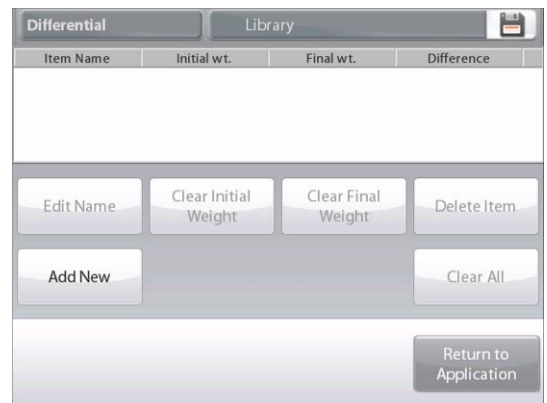 Differential Library
Item Name Initial wt. Final wt. Difference
Edit Name Clear Initial Weight Clear Final Weight Delete Item
Add New Clear All
Return to Application